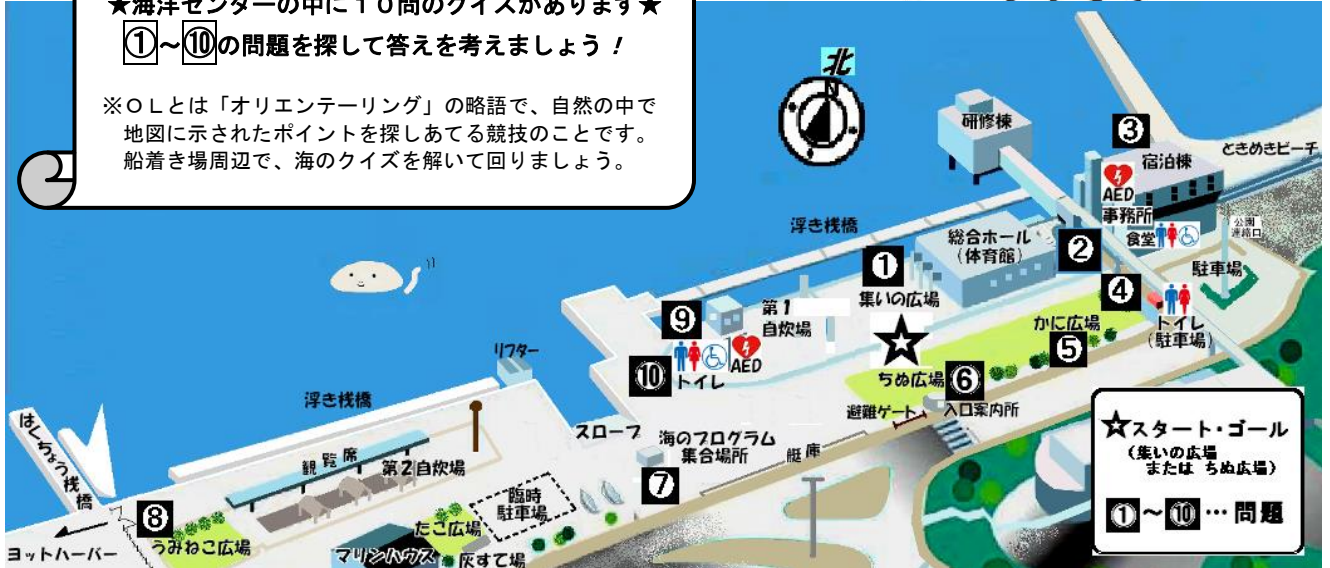 ★海洋センターの中に10問のクイズがあります★
①～⑩の問題を探して答えを考えましょう！
※OLとは「オリエンテーリング」の略語で、自然の中で
地図に示されたポイントを探しあてる競技のことです。
船着き場周辺で、海のクイズを解いて回りましょう。
北
N
研修棟
❸
宿泊棟
ときめきビーチ
AED
事務所
食堂
公園
連絡口
浮き桟橋
総合ホール
(体育館)
❷
❶
集いの広場
駐車場
❹
トイレ
(駐車場)
❾
第1
自炊場
かに広場
❺
AED
❿
トイレ
ちぬ広場
❻
リフター
避難ゲート
入口案内所
浮き桟橋
スロープ
海のプログラム
集合場所
艇庫
はしちょう桟橋
観覧席
第2自炊場
❼
臨時
駐車場
❽
うみねこ広場
たこ広場
ヨットハーバー
マリンハウス
灰すて場
☆スタート・ゴール
(集いの広場
または ちぬ広場)
❶～❿…問題